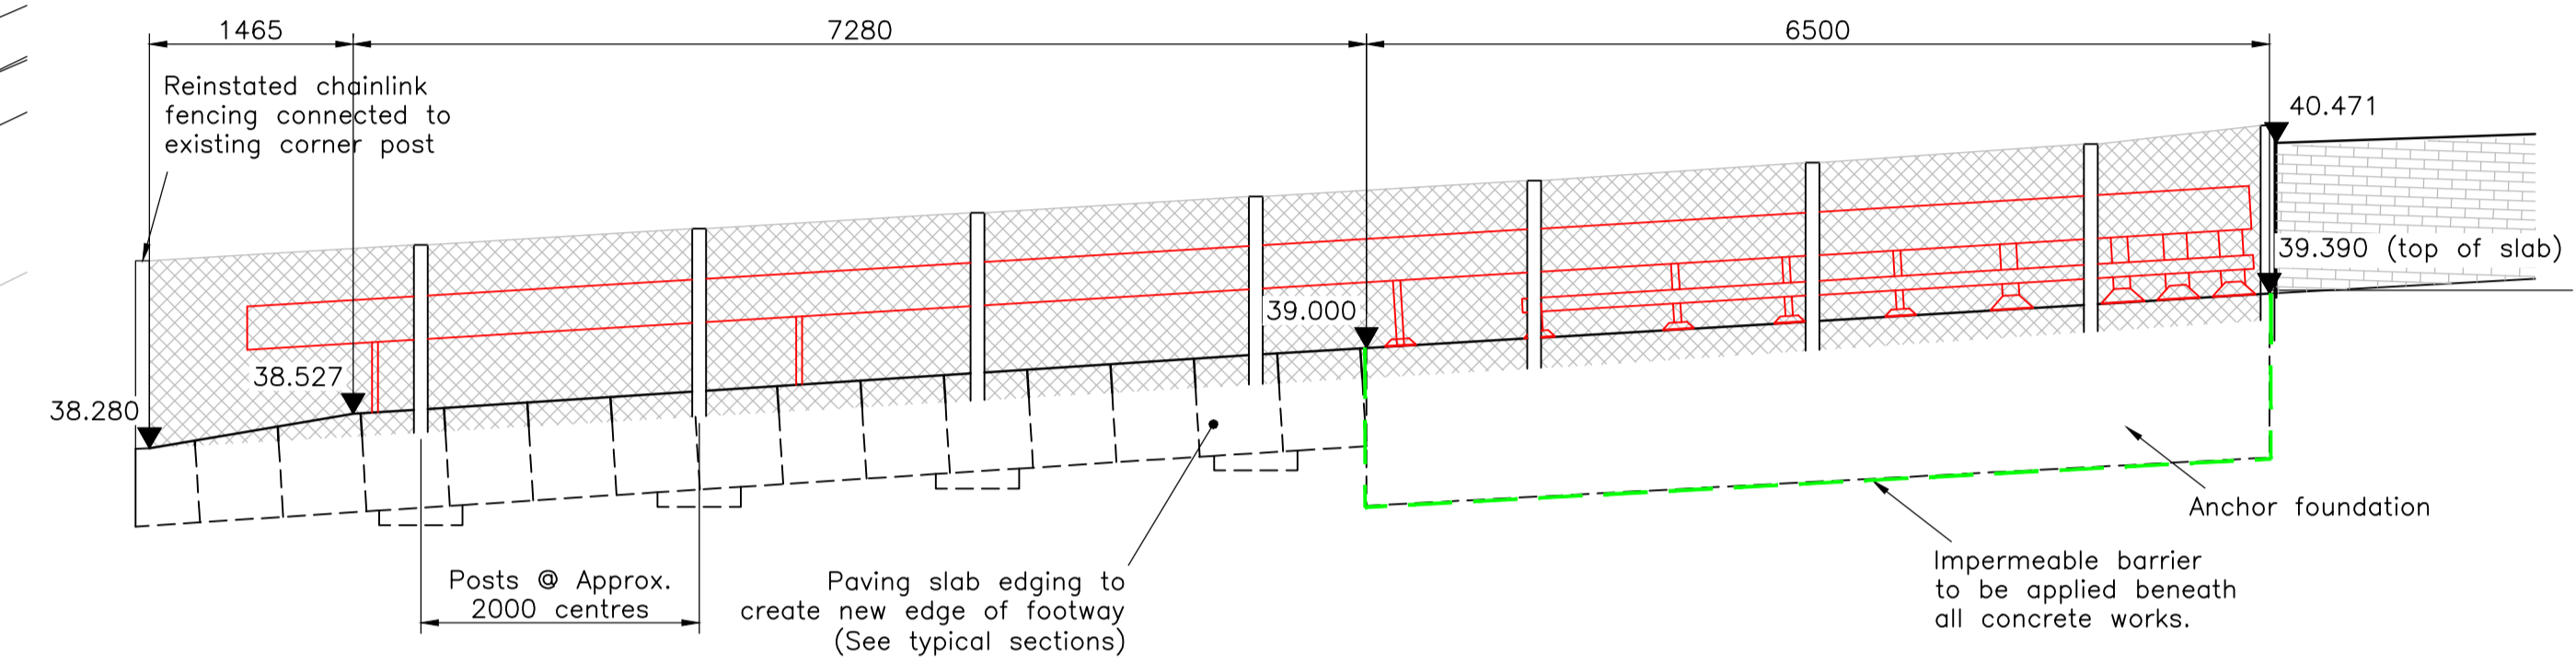 1465
7280
6500
Reinstated chainlink
fencing connected to
existing corner post
40.471
39.390 (top of slab)
39.000
38.527
38.280
Posts @ Approx.
2000 centres
Paving slab edging to
create new edge of footway
(See typical sections)
Anchor foundation
Impermeable barrier
to be applied beneath
all concrete works.